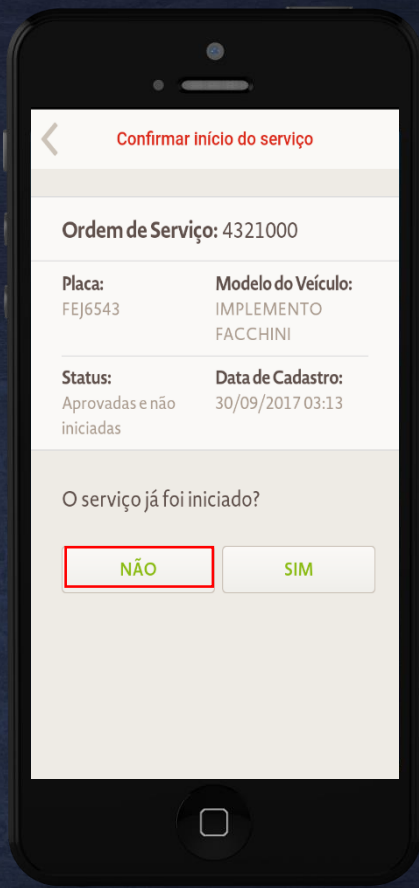 Confirmar início do serviço
Ordem de Serviço: 4321000
Placa: Modelo do Veículo:
FEJ6543 IMPLEMENTO
FACCHINI
Status: Data de Cadastro:
Aprovadas e não 30/09/2017 03:13
iniciadas
O serviço já foi iniciado?
NÃO SIM